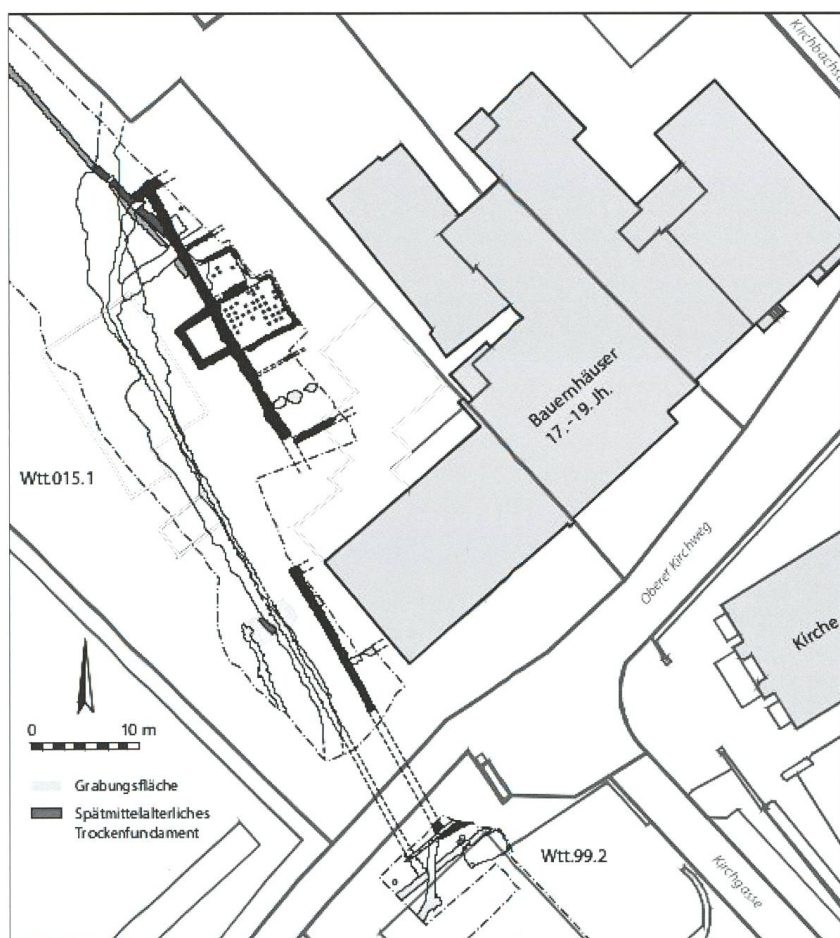 Kirchbachstr
Bauernhäuser
17.-19. Jh.
Wtt.015.1
Oberer Kirchweg
Kirche
0 10 m
Grabungsfläche
Spätmittelalterliches
Trockenfundament
Wtt.99.2
Kirchgasse